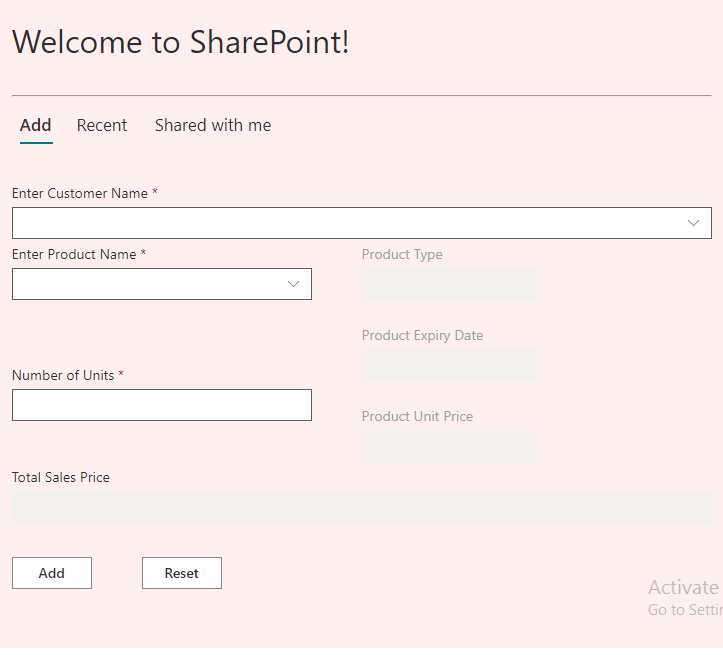 Welcome to SharePoint!
Add Recent Shared with me
Enter Customer Name *
Enter Product Name * Product Type
Product Expiry Date
Number of Units *
Product Unit Price
Total Sales Price
Add Reset
Activate
Go to Settin